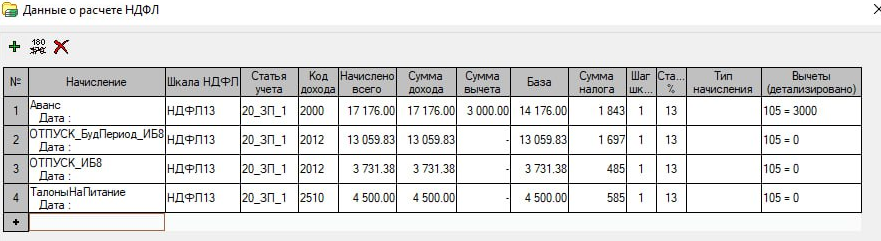 Данные о расчете НДФЛ
№ Начисление Шкала НДФЛ Статья учета Код дохода Начислено всего Сумма дохода Сумма вычета База Сумма налога Шаг шк... Ста... % Тип начисления Вычеты (детализировано)
1 Аванс НДФЛ13 20_ЗП_1 2000 17 176.00 17 176.00 3 000.00 14 176.00 1 843 1 13 105 = 3000
Дата :
2 ОТПУСК_БудПериод_ИБ8 НДФЛ13 20_ЗП_1 2012 13 059.83 13 059.83 - 13 059.83 1 697 1 13 105 = 0
Дата :
3 ОТПУСК_ИБ8 НДФЛ13 20_ЗП_1 2012 3 731.38 3 731.38 - 3 731.38 485 1 13 105 = 0
Дата :
4 ТалоныНаПитание НДФЛ13 20_ЗП_1 2510 4 500.00 4 500.00 - 4 500.00 585 1 13 105 = 0
Дата :
+